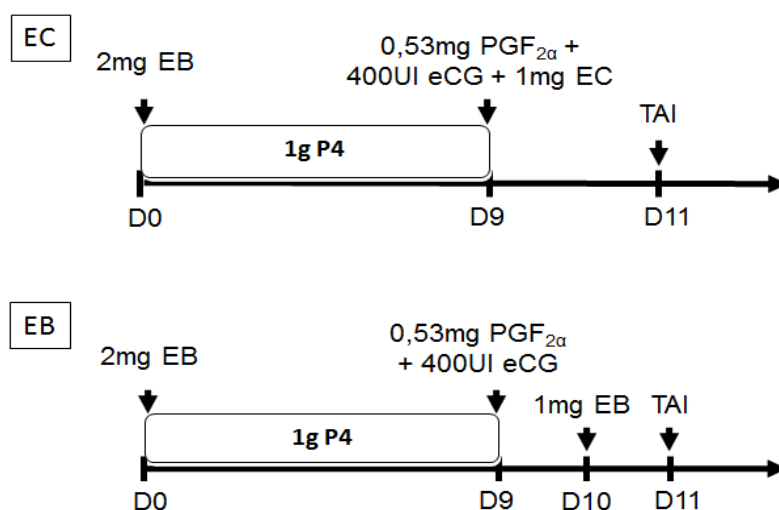 EC
2mg EB
0,53mg PGF2α +
400UI eCG + 1mg EC
TAI
1g P4
D0
D9
D11
EB
2mg EB
0,53mg PGF2α
+ 400UI eCG
1mg EB
TAI
1g P4
D0
D9
D10
D11